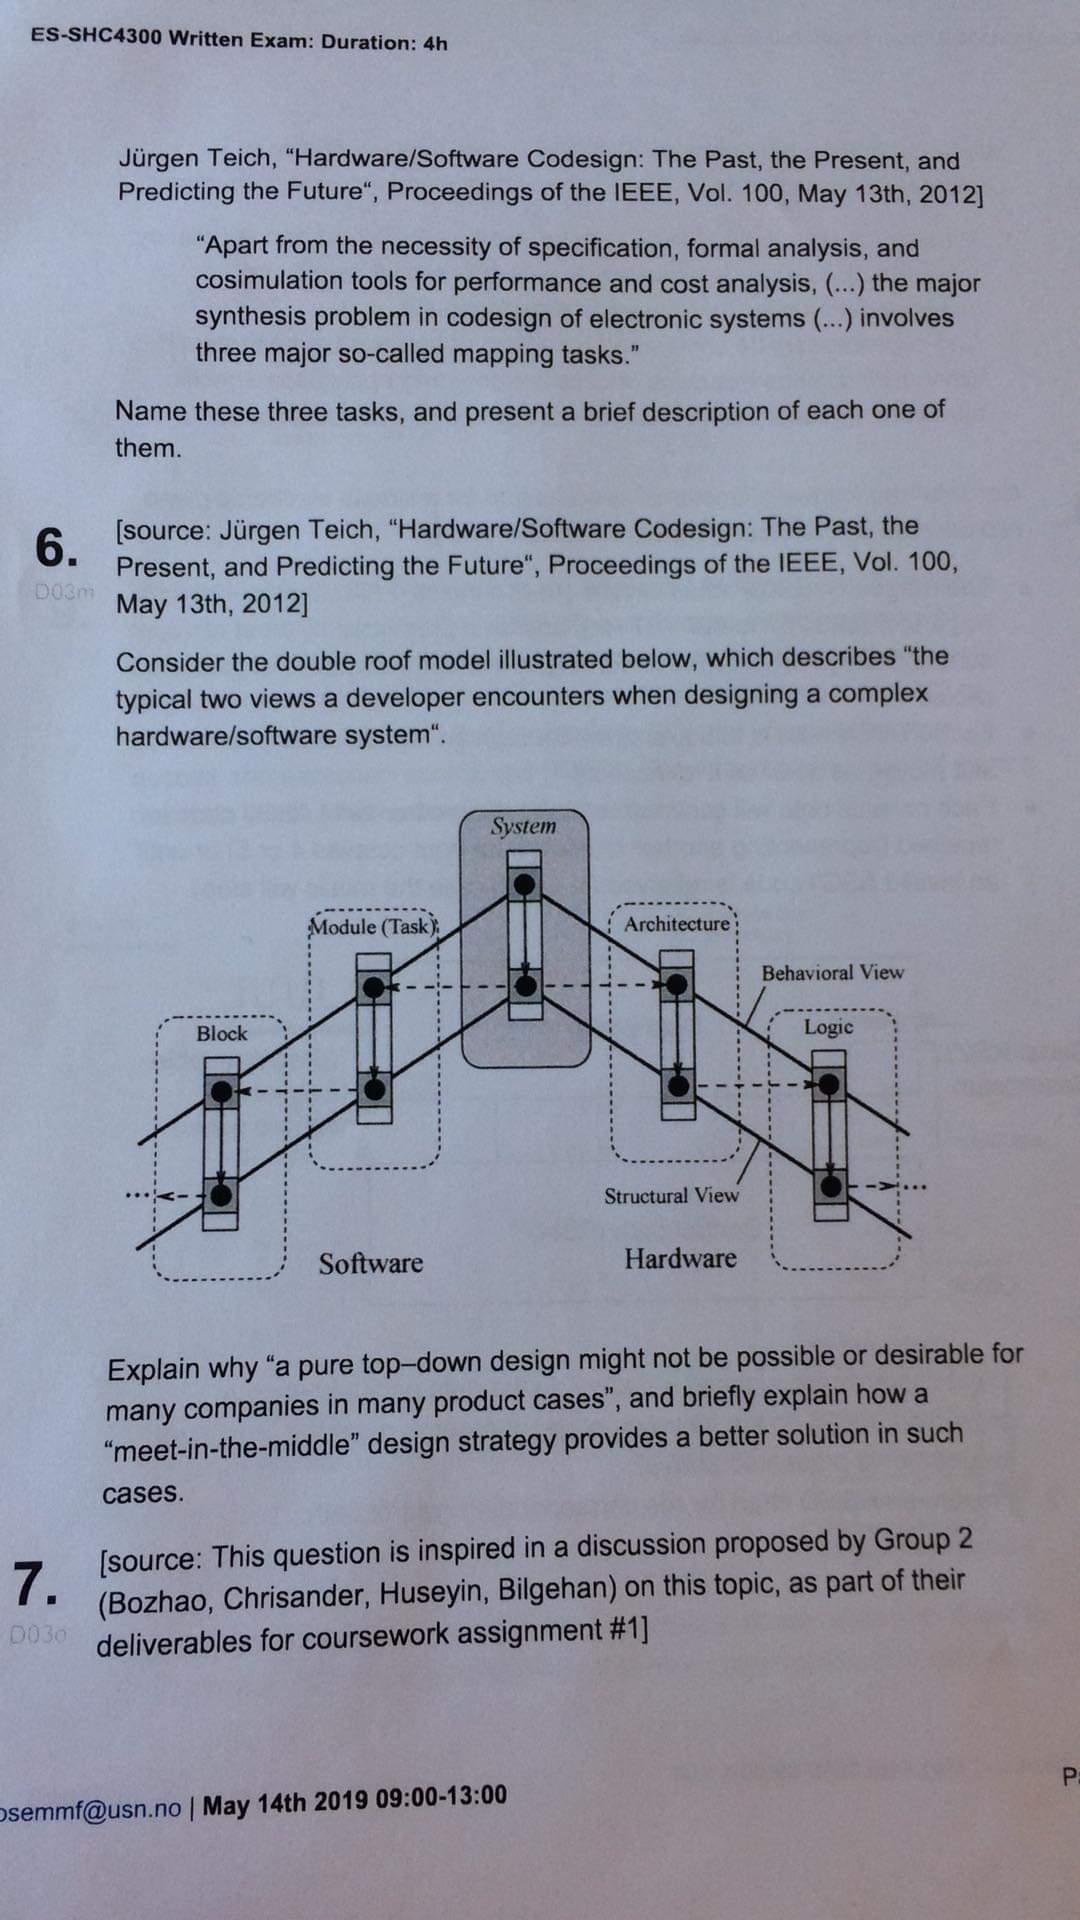 ES-SHC4300 Written Exam: Duration: 4h
Jürgen Teich, “Hardware/Software Codesign: The Past, the Present, and
Predicting the Future“, Proceedings of the IEEE, Vol. 100, May 13th, 2012]
“Apart from the necessity of specification, formal analysis, and
cosimulation tools for performance and cost analysis, (...) the major
synthesis problem in codesign of electronic systems (...) involves
three major so-called mapping tasks.”
Name these three tasks, and present a brief description of each one of
them.
6.
D03m
[source: Jürgen Teich, “Hardware/Software Codesign: The Past, the
Present, and Predicting the Future“, Proceedings of the IEEE, Vol. 100,
May 13th, 2012]
Consider the double roof model illustrated below, which describes “the
typical two views a developer encounters when designing a complex
hardware/software system“.
System
Module (Task)
Architecture
Behavioral View
Block
Logic
Structural View
Software
Hardware
Explain why “a pure top–down design might not be possible or desirable for
many companies in many product cases”, and briefly explain how a
“meet-in-the-middle” design strategy provides a better solution in such
cases.
7.
D03o
[source: This question is inspired in a discussion proposed by Group 2
(Bozhao, Chrisander, Huseyin, Bilgehan) on this topic, as part of their
deliverables for coursework assignment #1]
osemmf@usn.no | May 14th 2019 09:00-13:00